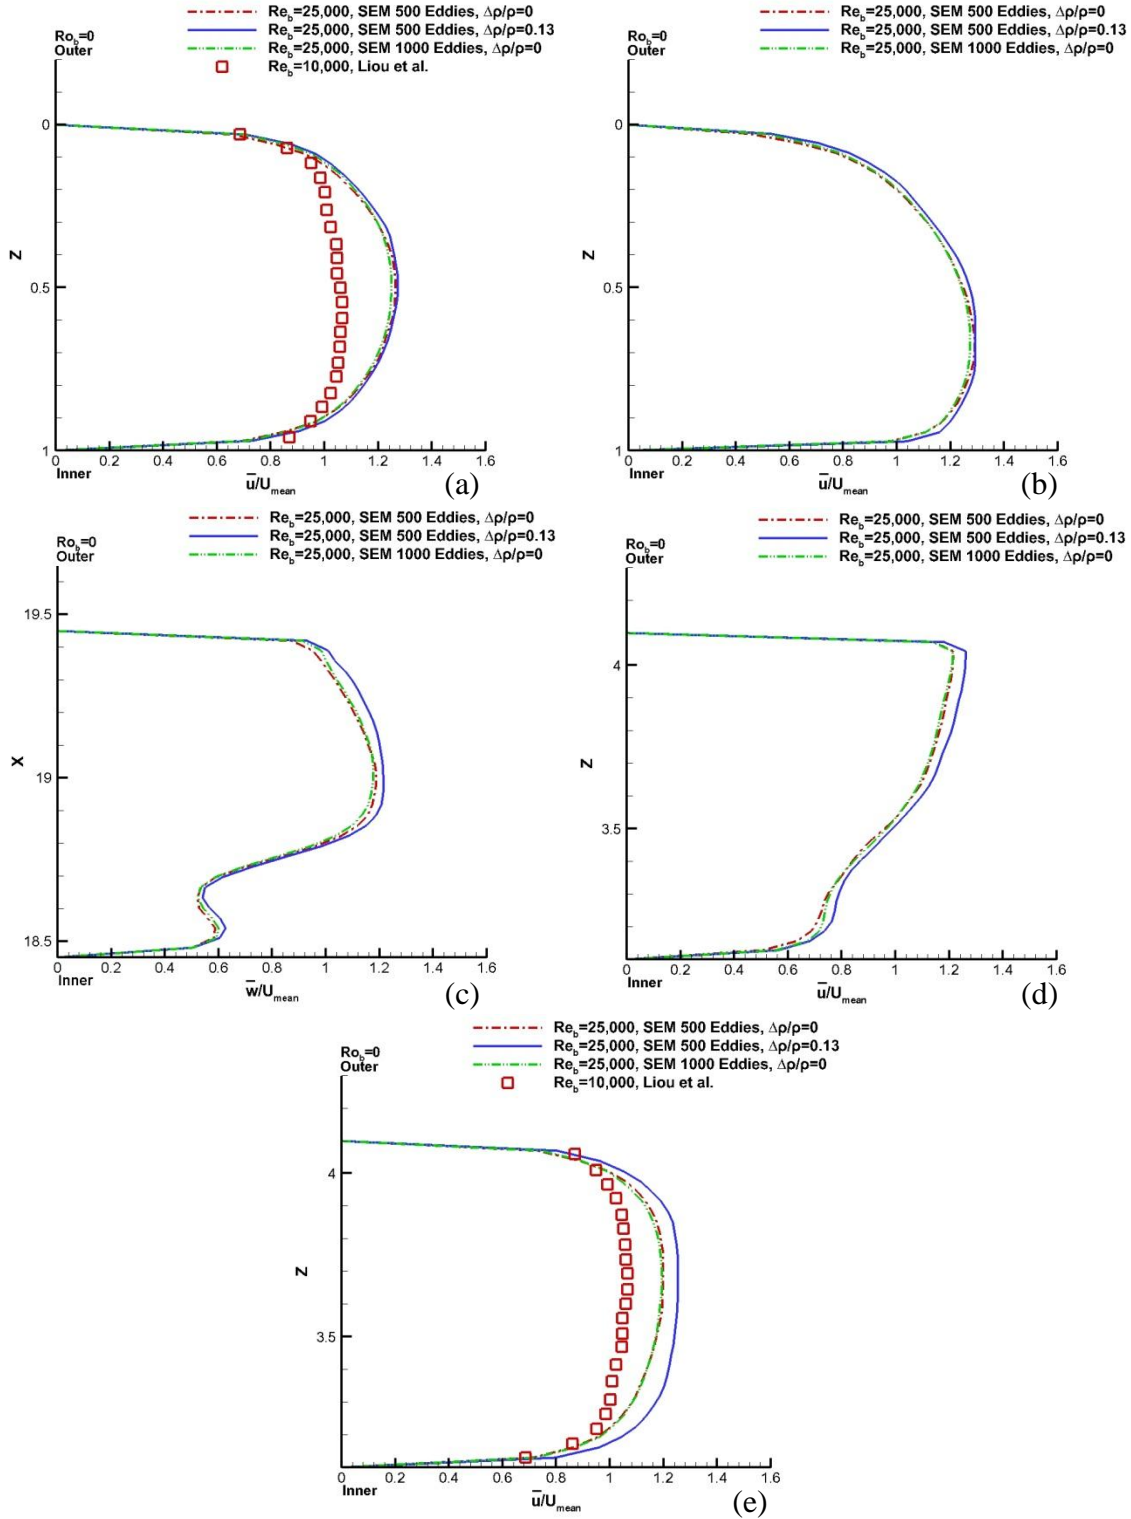 Re_b=25,000, SEM 500 Eddies, Δρ/ρ=0
Re_b=25,000, SEM 500 Eddies, Δρ/ρ=0.13
Re_b=25,000, SEM 1000 Eddies, Δρ/ρ=0
Re_b=10,000, Liou et al.
Ro_b=0
Outer
0
0.5
1
Z
0 0.2 0.4 0.6 0.8 1 1.2 1.4 1.6
Inner
u̅/U_mean
(a)
Re_b=25,000, SEM 500 Eddies, Δρ/ρ=0
Re_b=25,000, SEM 500 Eddies, Δρ/ρ=0.13
Re_b=25,000, SEM 1000 Eddies, Δρ/ρ=0
Ro_b=0
Outer
0
0.5
1
Z
0 0.2 0.4 0.6 0.8 1 1.2 1.4 1.6
Inner
u̅/U_mean
(b)
Re_b=25,000, SEM 500 Eddies, Δρ/ρ=0
Re_b=25,000, SEM 500 Eddies, Δρ/ρ=0.13
Re_b=25,000, SEM 1000 Eddies, Δρ/ρ=0
Ro_b=0
Outer
19.5
19
18.5
X
0 0.2 0.4 0.6 0.8 1 1.2 1.4 1.6
Inner
w̅/U_mean
(c)
Re_b=25,000, SEM 500 Eddies, Δρ/ρ=0
Re_b=25,000, SEM 500 Eddies, Δρ/ρ=0.13
Re_b=25,000, SEM 1000 Eddies, Δρ/ρ=0
Ro_b=0
Outer
4
3.5
Z
0 0.2 0.4 0.6 0.8 1 1.2 1.4 1.6
Inner
u̅/U_mean
(d)
Re_b=25,000, SEM 500 Eddies, Δρ/ρ=0
Re_b=25,000, SEM 500 Eddies, Δρ/ρ=0.13
Re_b=25,000, SEM 1000 Eddies, Δρ/ρ=0
Re_b=10,000, Liou et al.
Ro_b=0
Outer
4
3.5
Z
0 0.2 0.4 0.6 0.8 1 1.2 1.4 1.6
Inner
u̅/U_mean
(e)